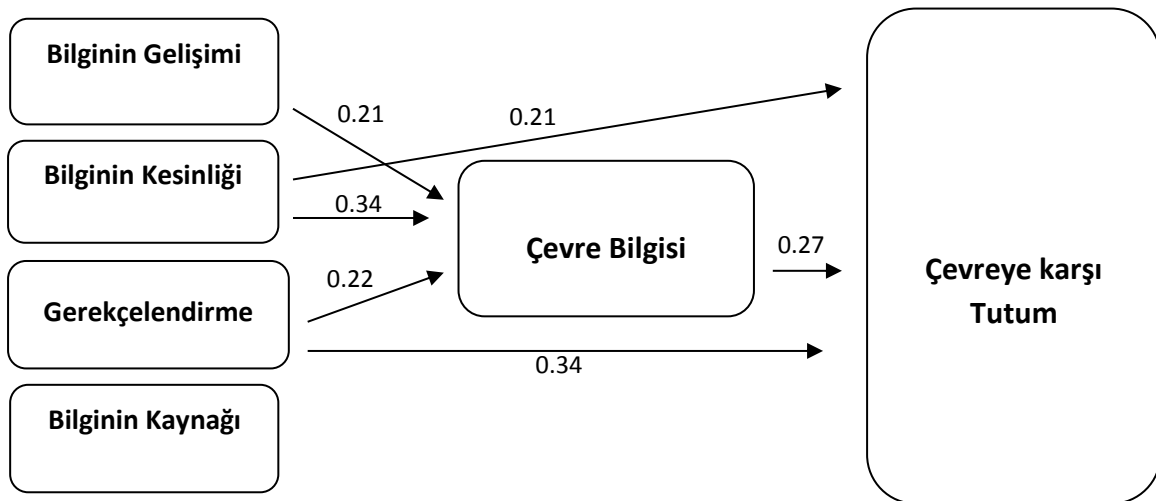 Bilginin Gelişimi
0.21
0.21
Bilginin Kesinliği
0.34
Çevre Bilgisi
0.27
Çevreye karşı
Tutum
0.22
Gerekçelendirme
0.34
Bilginin Kaynağı